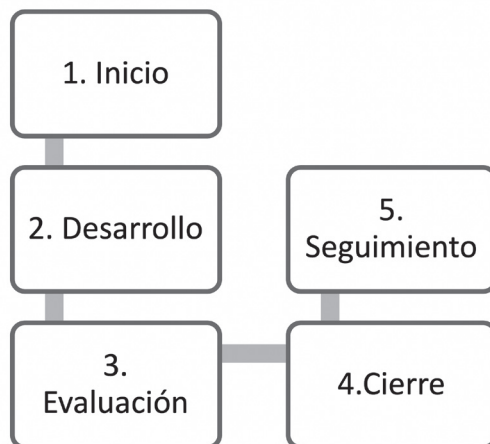 1. Inicio
2. Desarrollo
3.
Evaluación
4.Cierre
5.
Seguimiento